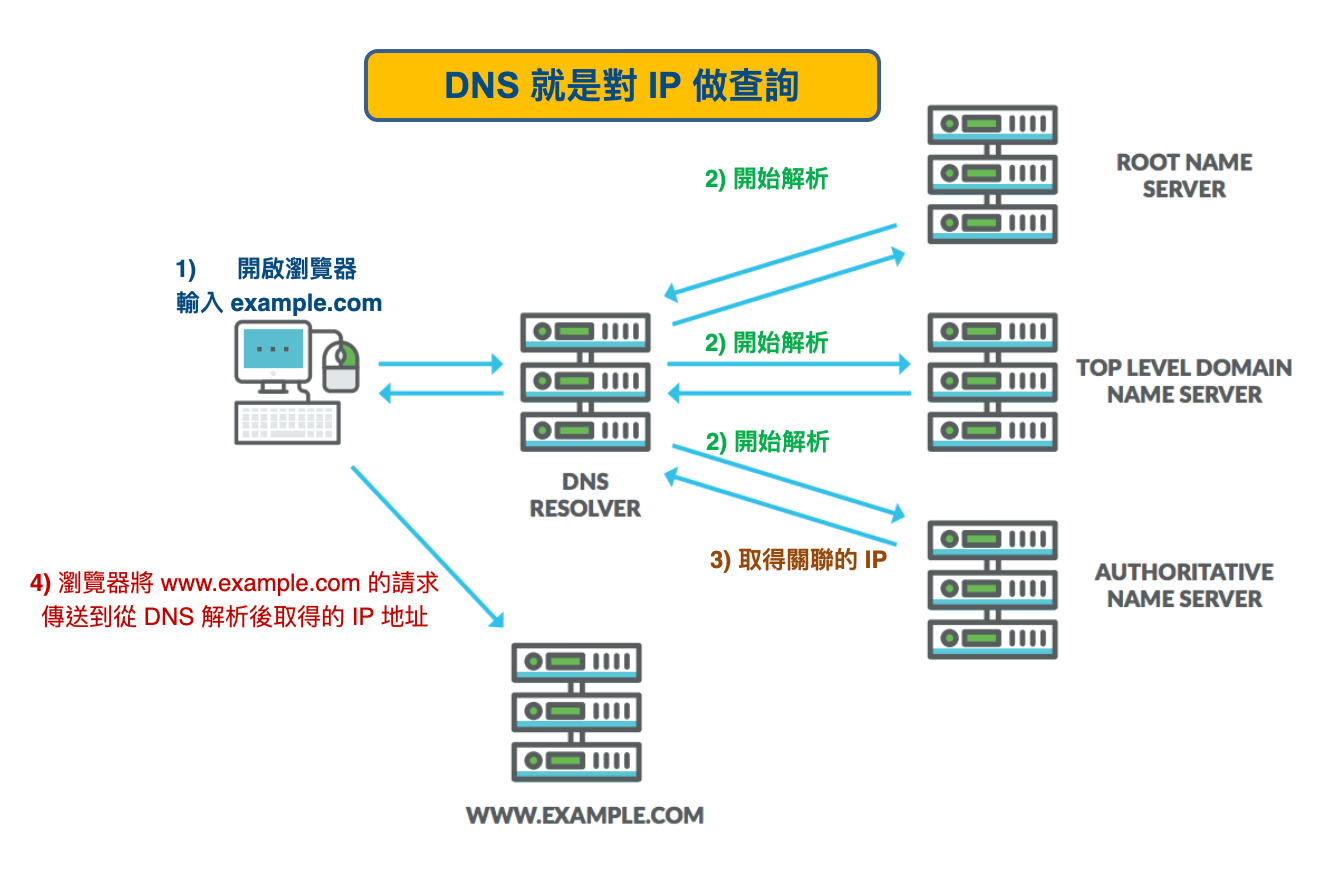 DNS 就是對 IP 做查詢
2) 開始解析
ROOT NAME
SERVER
1) 開啟瀏覽器
輸入 example.com
2) 開始解析
TOP LEVEL DOMAIN
NAME SERVER
2) 開始解析
DNS
RESOLVER
3) 取得關聯的 IP
AUTHORITATIVE
NAME SERVER
4) 瀏覽器將 www.example.com 的請求
傳送到從 DNS 解析後取得的 IP 地址
WWW.EXAMPLE.COM